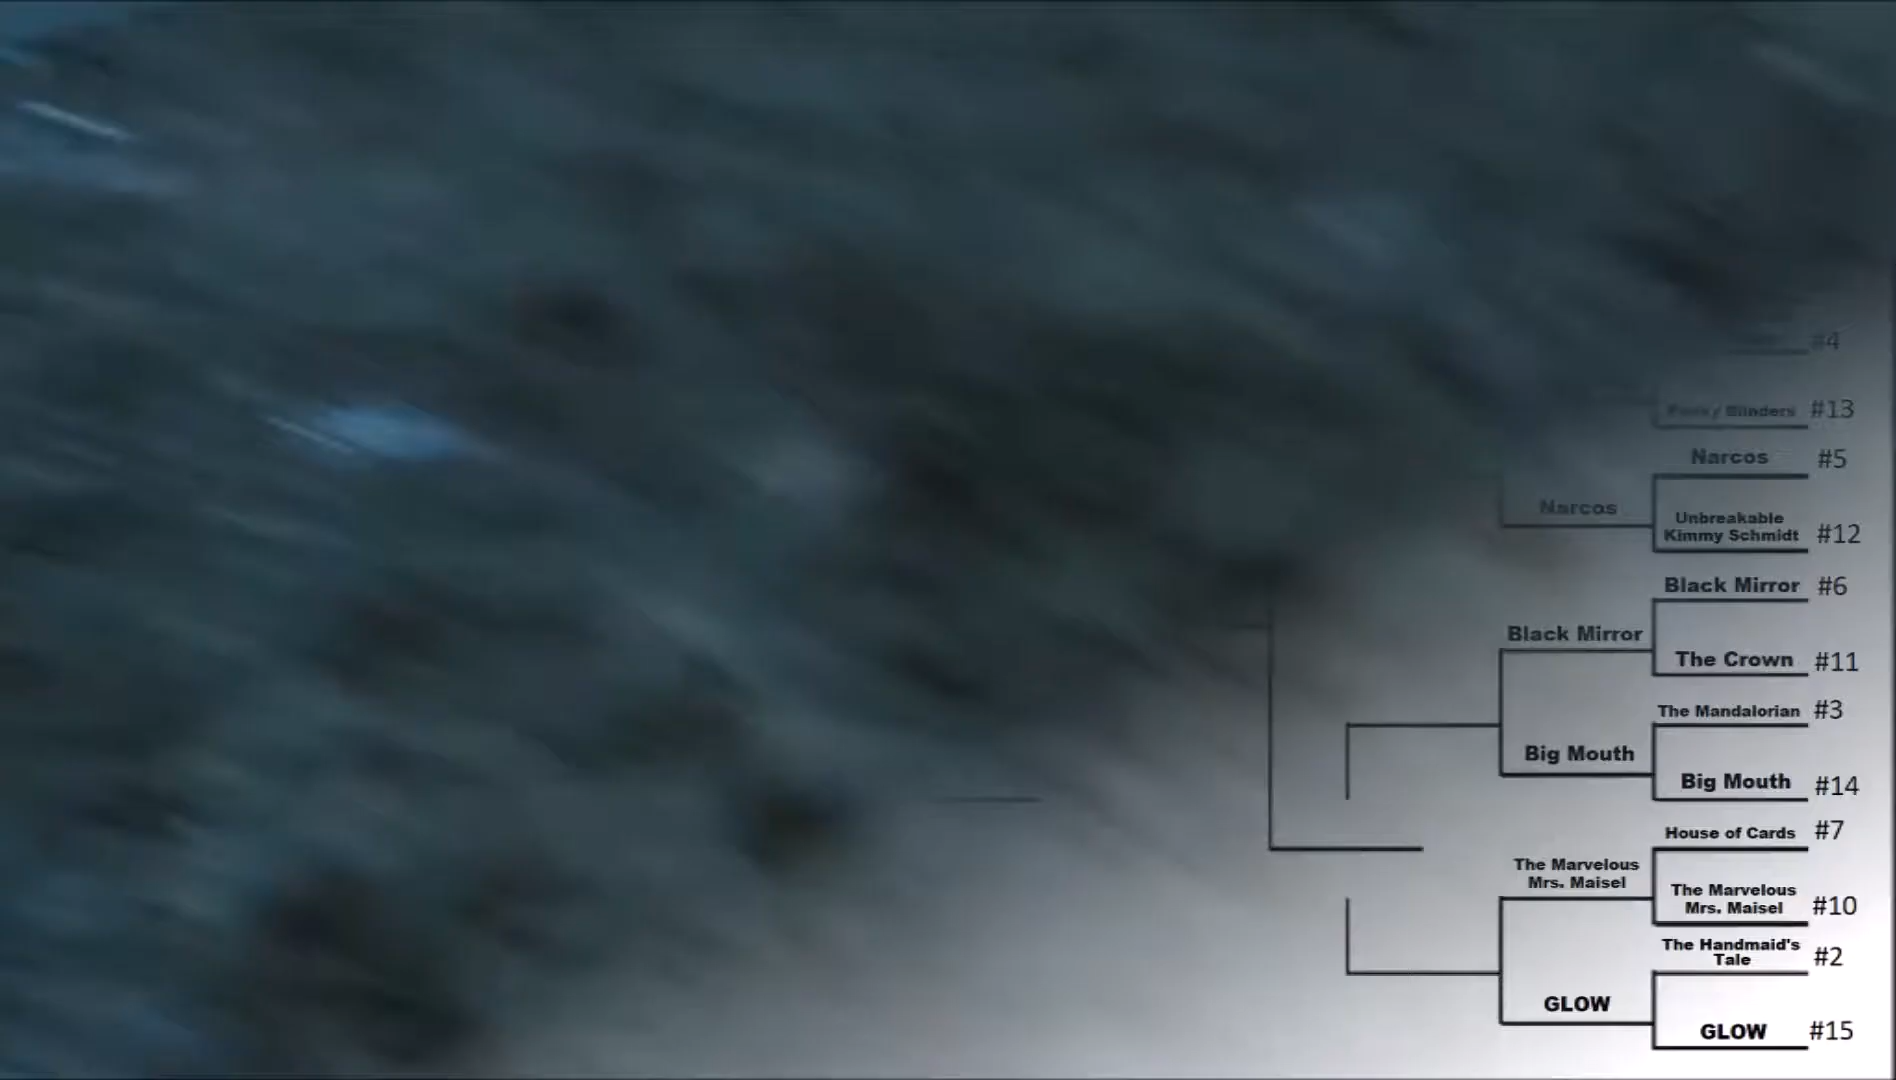 #4
Peaky Blinders #13
Narcos #5
Narcos
Unbreakable
Kimmy Schmidt #12
Black Mirror #6
Black Mirror
The Crown #11
The Mandalorian #3
Big Mouth
Big Mouth #14
House of Cards #7
The Marvelous
Mrs. Maisel
The Marvelous
Mrs. Maisel #10
The Handmaid's
Tale #2
GLOW
GLOW #15